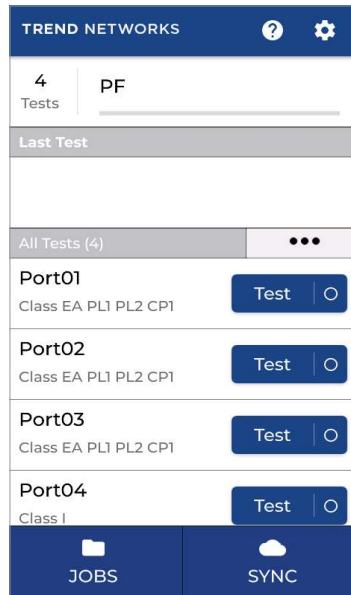 TREND NETWORKS
4
Tests
PF
Last Test
All Tests (4)
Port01
Class EA PL1 PL2 CP1
Test
Port02
Class EA PL1 PL2 CP1
Test
Port03
Class EA PL1 PL2 CP1
Test
Port04
Class I
Test
JOBS
SYNC